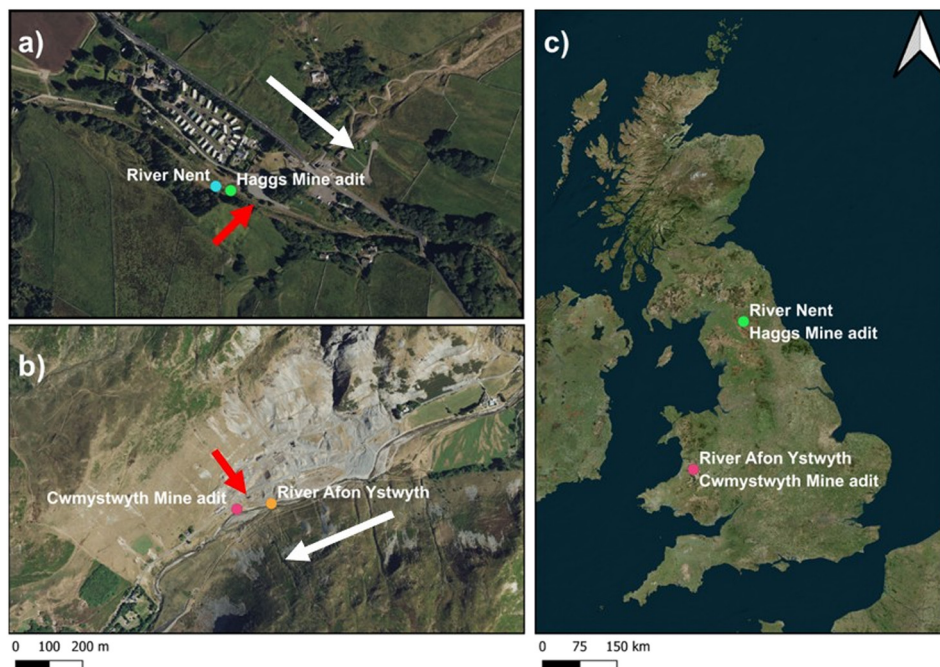 a)
River Nent
Haggs Mine adit
b)
Cwmystwyth Mine adit
River Afon Ystwyth
0 100 200 m
c)
River Nent
Haggs Mine adit
River Afon Ystwyth
Cwmystwyth Mine adit
0 75 150 km